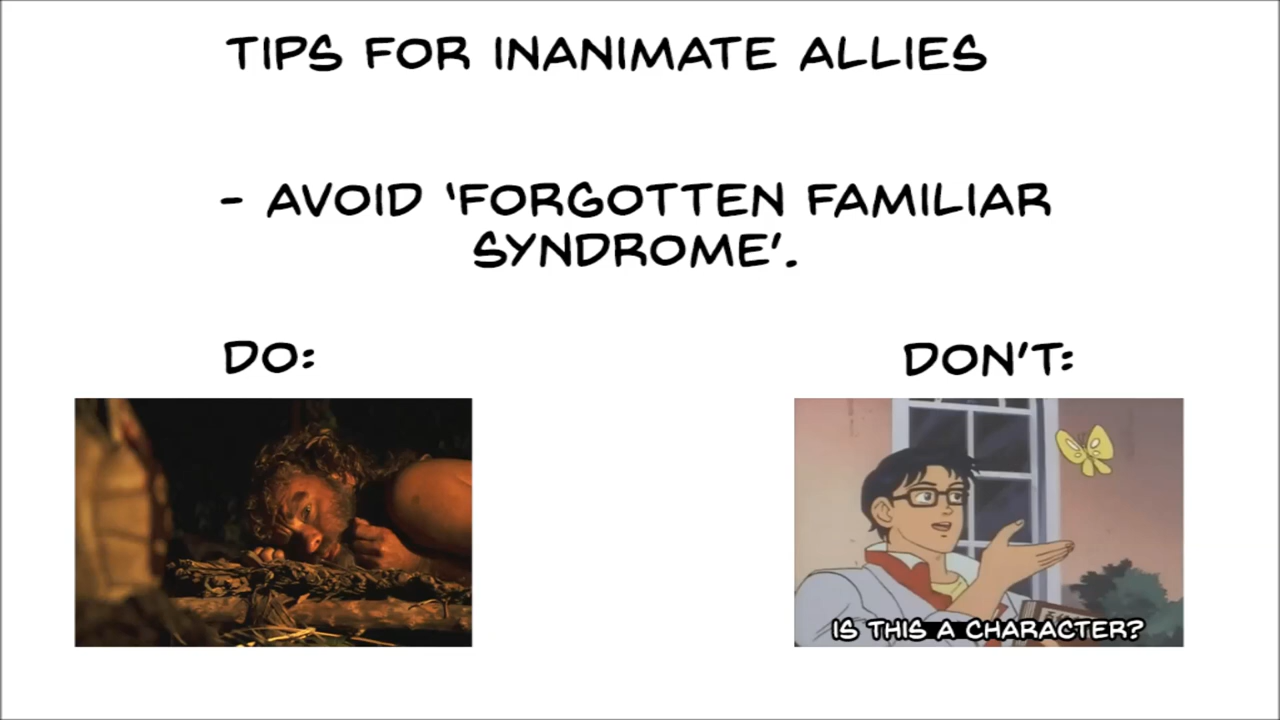 TIPS FOR INANIMATE ALLIES
- AVOID 'FORGOTTEN FAMILIAR
SYNDROME'.
DO:
DON'T:
IS THIS A CHARACTER?